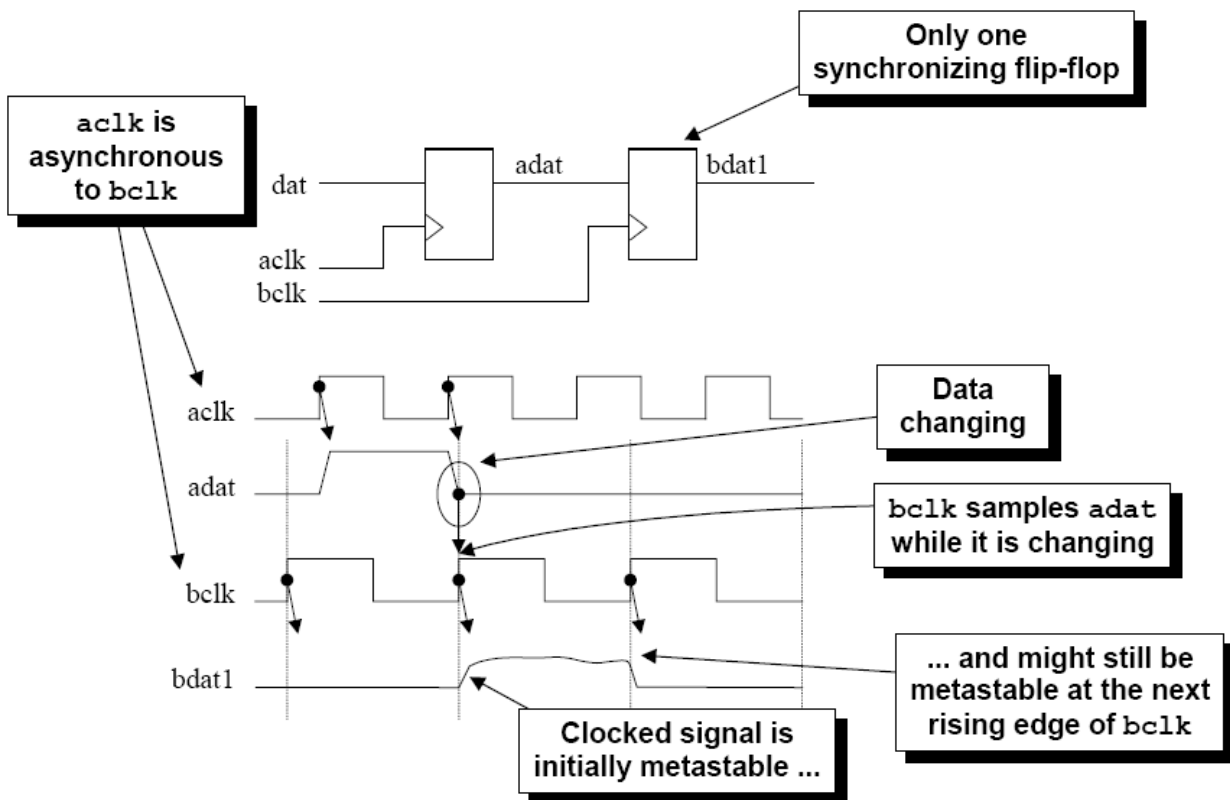 Only one
synchronizing flip-flop
aclk is
asynchronous
to bclk
dat
adat
bdat1
aclk
bclk
aclk
Data
changing
adat
bclk samples adat
while it is changing
bclk
... and might still be
metastable at the next
rising edge of bclk
bdat1
Clocked signal is
initially metastable ...